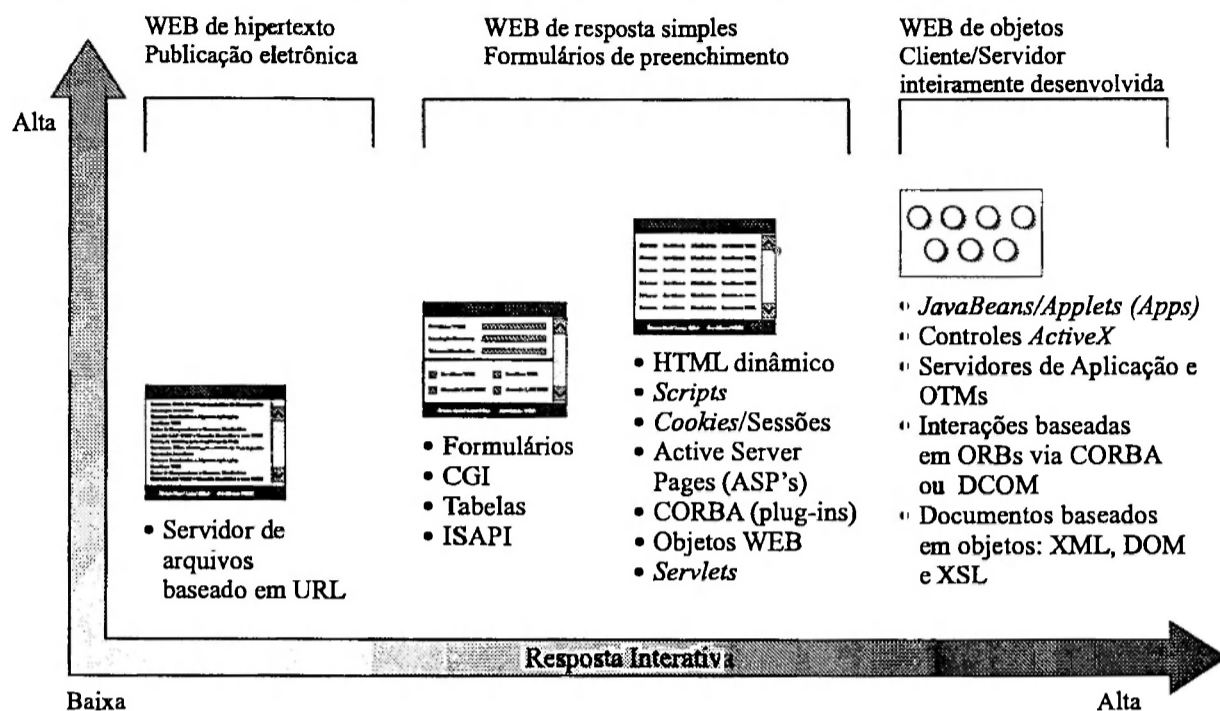 WEB de hipertexto
Publicação eletrônica
WEB de resposta simples
Formulários de preenchimento
WEB de objetos
Cliente/Servidor
inteiramente desenvolvida
Alta
• Servidor de
arquivos
baseado em URL
• Formulários
• CGI
• Tabelas
• ISAPI
• HTML dinâmico
• Scripts
• Cookies/Sessões
• Active Server
Pages (ASP's)
• CORBA (plug-ins)
• Objetos WEB
• Servlets
• JavaBeans/Applets (Apps)
• Controles ActiveX
• Servidores de Aplicação e
OTMs
• Interações baseadas
em ORBs via CORBA
ou DCOM
• Documentos baseados
em objetos: XML, DOM
e XSL
Resposta Interativa
Baixa
Alta